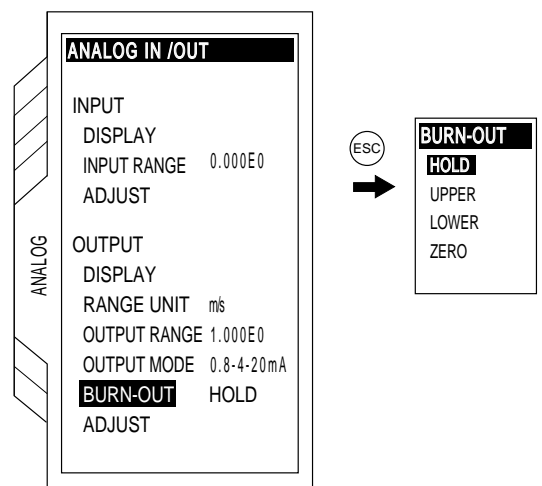 ANALOG IN /OUT
INPUT
DISPLAY
INPUT RANGE 0.000E0
ADJUST
OUTPUT
DISPLAY
RANGE UNIT m/s
OUTPUT RANGE 1.000E0
OUTPUT MODE 0.8-4-20mA
BURN-OUT HOLD
ADJUST
ANALOG
ESC
BURN-OUT
HOLD
UPPER
LOWER
ZERO